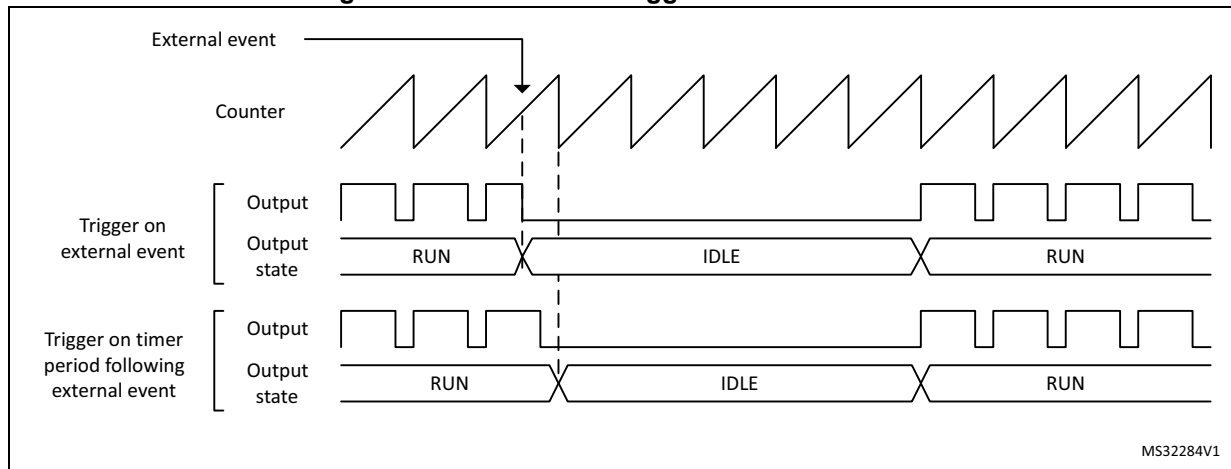 External event
Counter
Output
Trigger on
external event
Output
state
RUN
IDLE
RUN
Output
Trigger on timer
period following
external event
Output
state
RUN
IDLE
RUN
MS32284V1